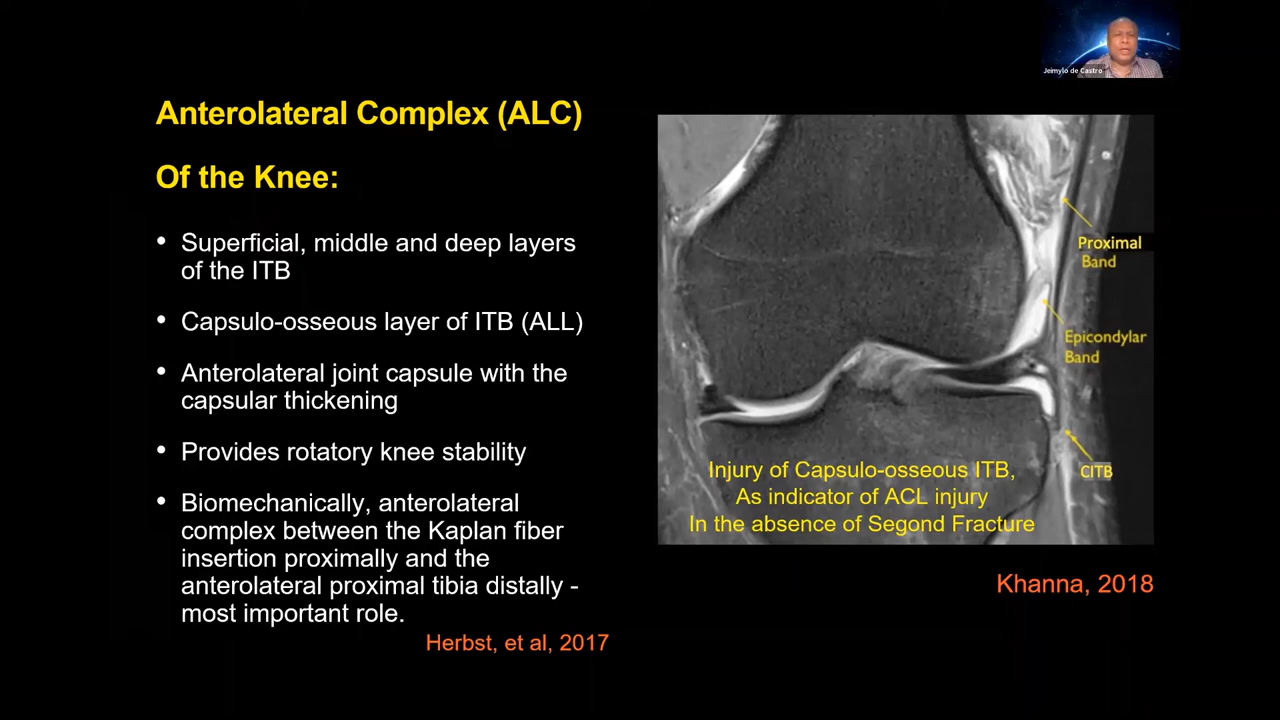 Jeimylo de Castro
Anterolateral Complex (ALC)
Of the Knee:
• Superficial, middle and deep layers
of the ITB
• Capsulo-osseous layer of ITB (ALL)
• Anterolateral joint capsule with the
capsular thickening
• Provides rotatory knee stability
• Biomechanically, anterolateral
complex between the Kaplan fiber
insertion proximally and the
anterolateral proximal tibia distally -
most important role.
Herbst, et al, 2017
Proximal
Band
Epicondylar
Band
CITB
Injury of Capsulo-osseous ITB,
As indicator of ACL injury
In the absence of Segond Fracture
Khanna, 2018